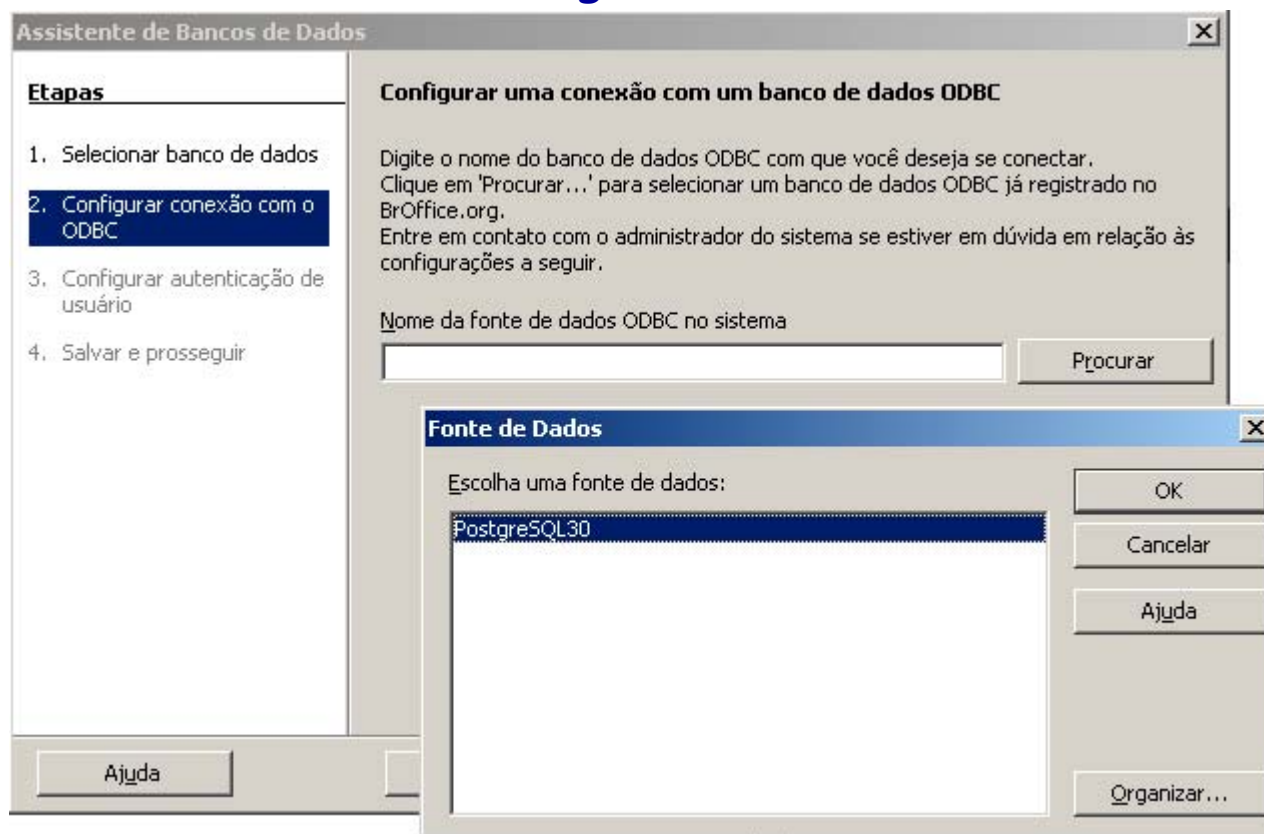 Assistente de Bancos de Dados
Etapas
1. Selecionar banco de dados
2. Configurar conexão com o
ODBC
3. Configurar autenticação de
usuário
4. Salvar e prosseguir
Configurar uma conexão com um banco de dados ODBC
Digite o nome do banco de dados ODBC com que você deseja se conectar.
Clique em 'Procurar...' para selecionar um banco de dados ODBC já registrado no
BrOffice.org.
Entre em contato com o administrador do sistema se estiver em dúvida em relação às
configurações a seguir.
Nome da fonte de dados ODBC no sistema
Procurar
Fonte de Dados
Escolha uma fonte de dados:
PostgreSQL30
OK
Cancelar
Ajuda
Organizar...
Ajuda